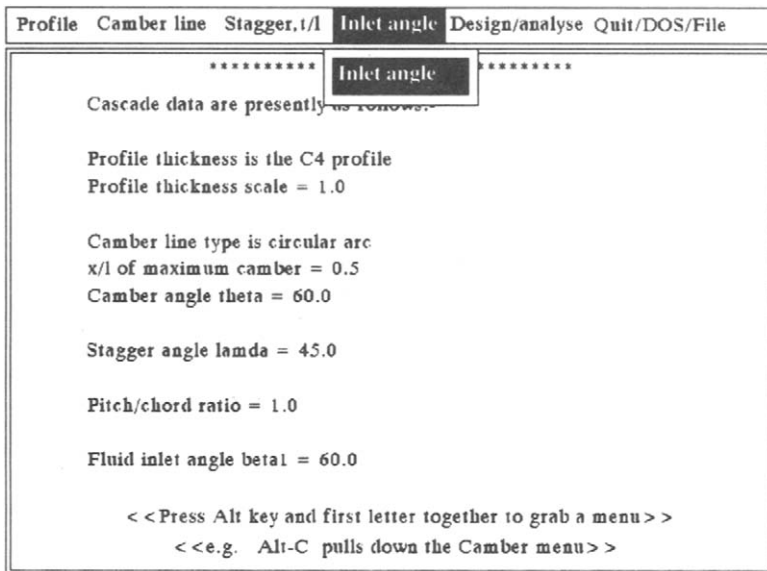 Profile Camber line Stagger,t/l Inlet angle Design/analyse Quit/DOS/File
Inlet angle
********** *********
Cascade data are presently as follows:-
Profile thickness is the C4 profile
Profile thickness scale = 1.0
Camber line type is circular arc
x/l of maximum camber = 0.5
Camber angle theta = 60.0
Stagger angle lamda = 45.0
Pitch/chord ratio = 1.0
Fluid inlet angle beta1 = 60.0
<<Press Alt key and first letter together to grab a menu>>
<<e.g. Alt-C pulls down the Camber menu>>